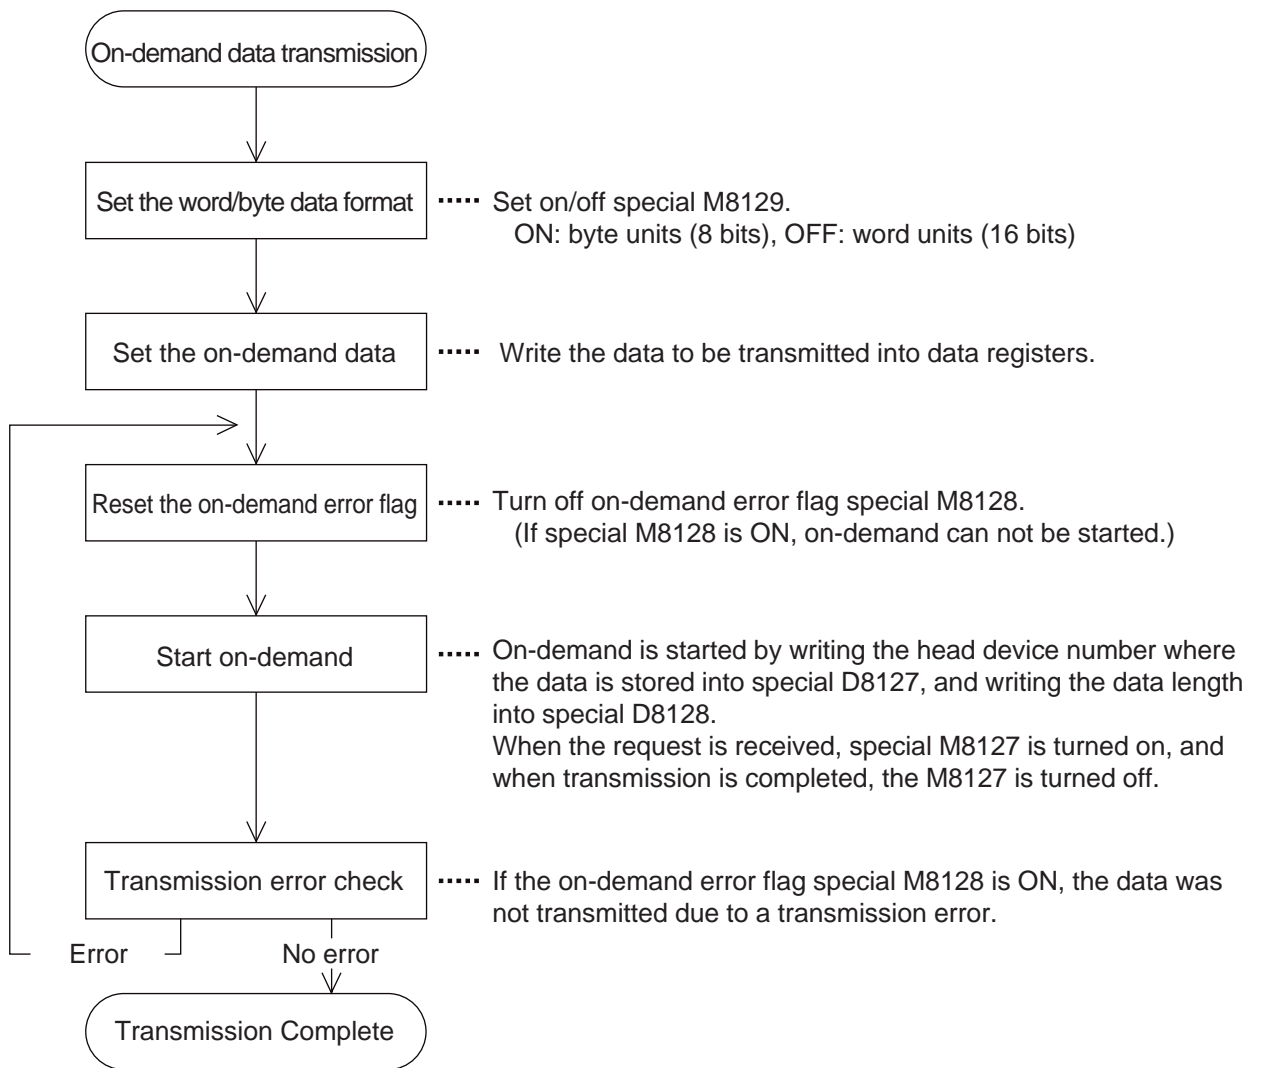 On-demand data transmission
Set the word/byte data format
Set on/off special M8129.
ON: byte units (8 bits), OFF: word units (16 bits)
Set the on-demand data
Write the data to be transmitted into data registers.
Reset the on-demand error flag
Turn off on-demand error flag special M8128.
(If special M8128 is ON, on-demand can not be started.)
Start on-demand
On-demand is started by writing the head device number where
the data is stored into special D8127, and writing the data length
into special D8128.
When the request is received, special M8127 is turned on, and
when transmission is completed, the M8127 is turned off.
Transmission error check
If the on-demand error flag special M8128 is ON, the data was
not transmitted due to a transmission error.
Error
No error
Transmission Complete